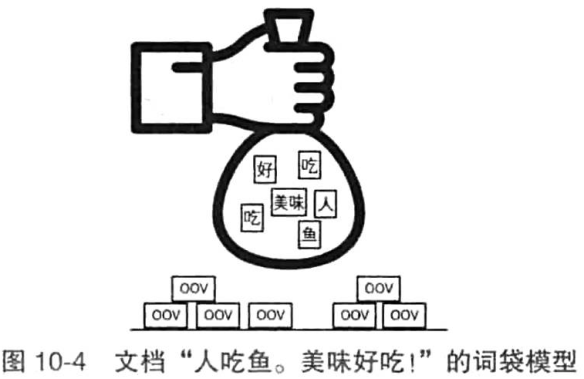 好 吃
美味 人
吃
鱼
OOV OOV
OOV OOV OOV OOV OOV
图 10-4 文档“人吃鱼。美味好吃!”的词袋模型